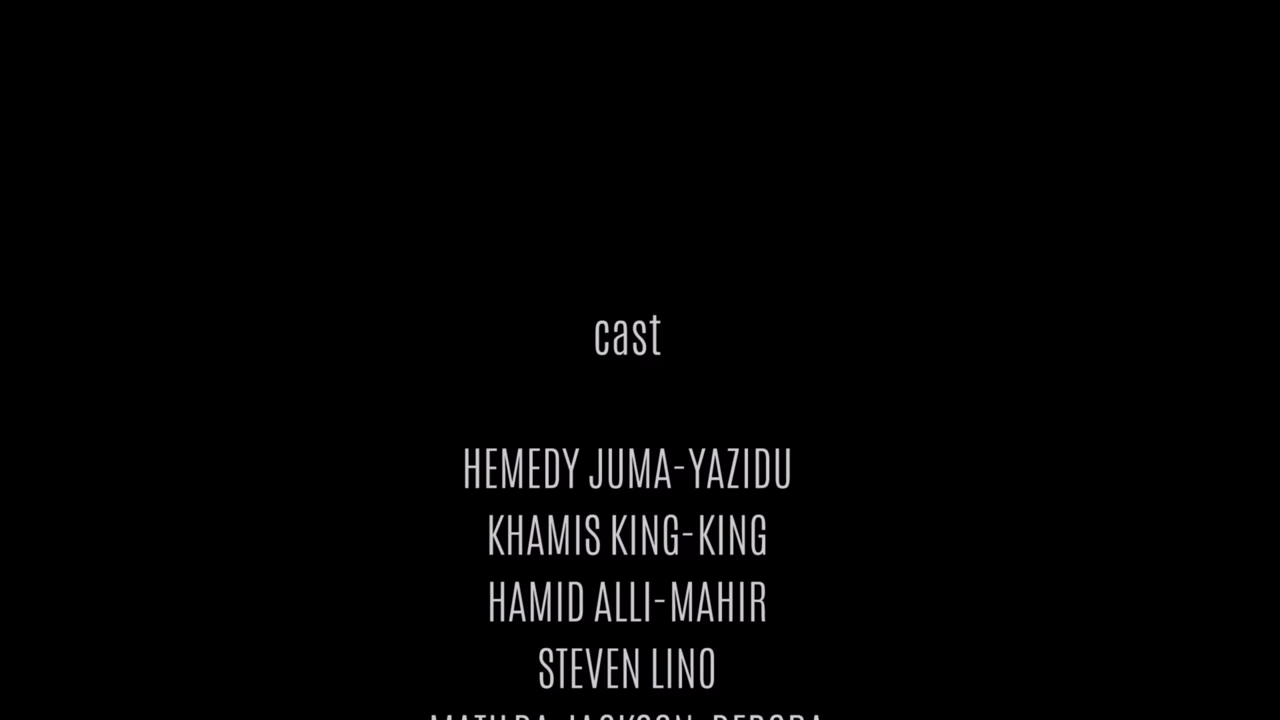 cast
HEMEDY JUMA-YAZIDU
KHAMIS KING-KING
HAMID ALLI-MAHIR
STEVEN LINO